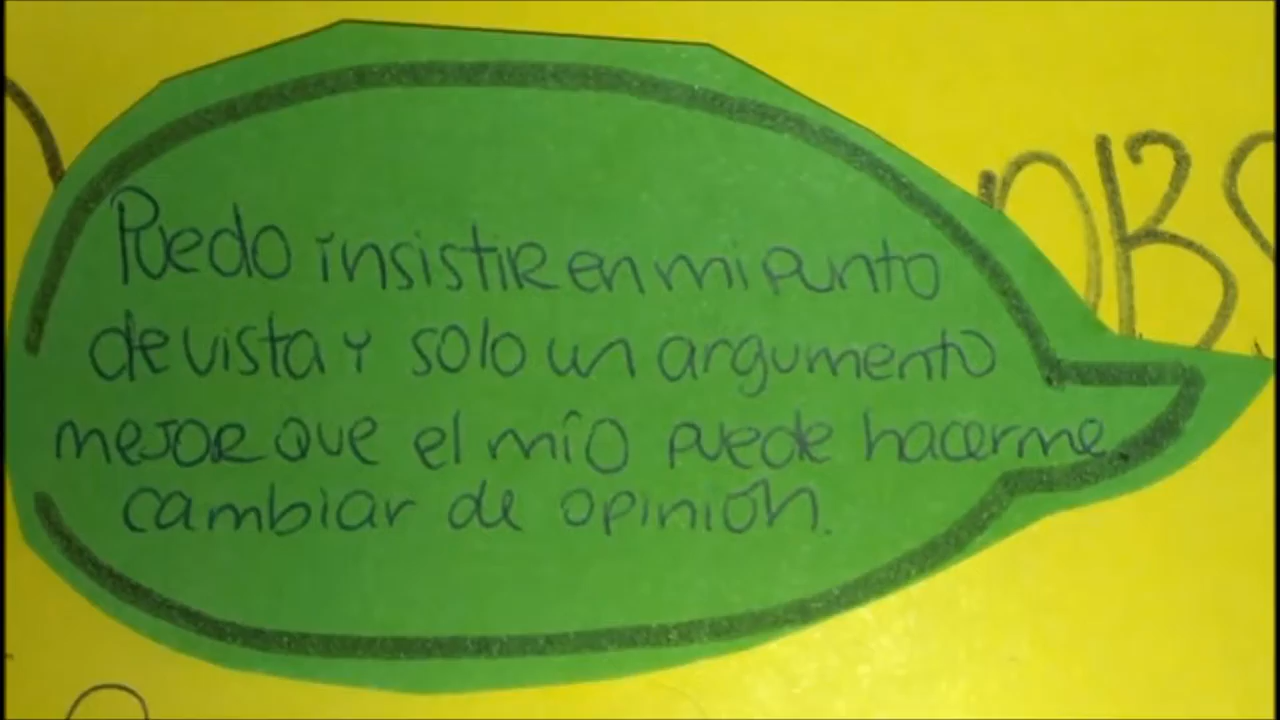 Puedo insistir en mi punto
de vista y solo un argumento
mejor que el mío puede hacerme
cambiar de opinión.